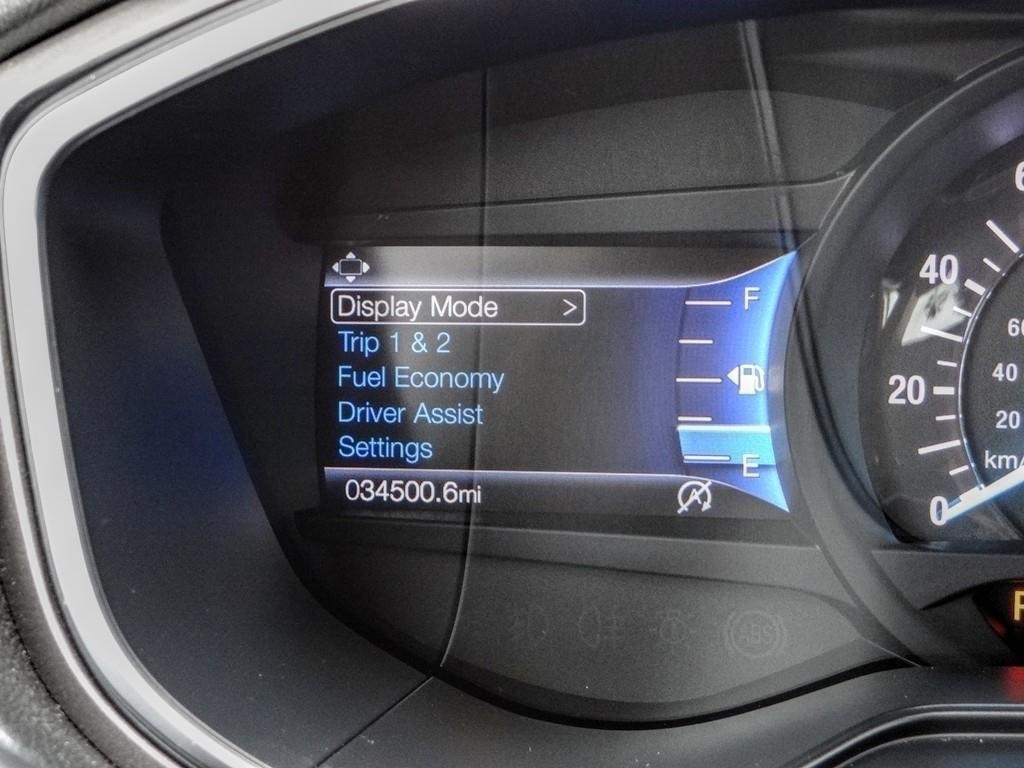 Display Mode >
Trip 1 & 2
Fuel Economy
Driver Assist
Settings
034500.6mi
A
F
E
40
20
0
60
40
20
km/
ABS